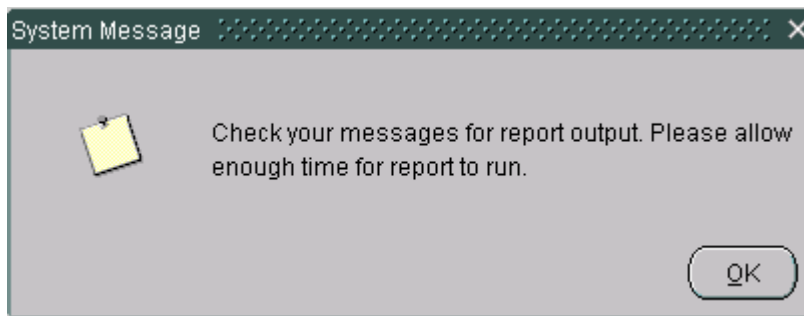 System Message
Check your messages for report output. Please allow
enough time for report to run.
OK